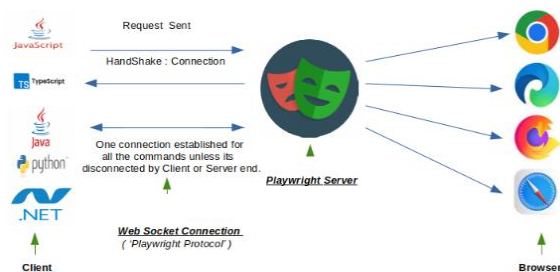 Request Sent
JavaScript
HandShake : Connection
TS TypeScript
Java
One connection established for
all the commands unless its
disconnected by Client or Server end.
python
Playwright Server
.NET
Web Socket Connection
( 'Playwright Protocol' )
Client
Browser